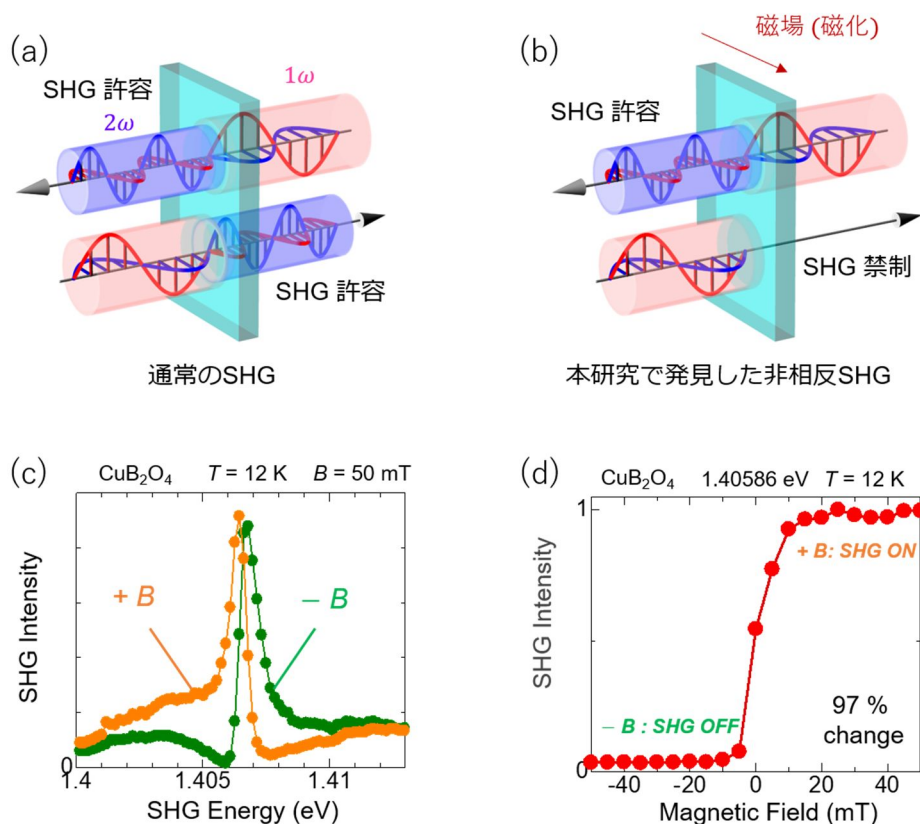 (a)
SHG 許容
1ω
2ω
SHG 許容
通常のSHG
(b)
磁場 (磁化)
SHG 許容
SHG 禁制
本研究で発見した非相反SHG
(c)
CuB₂O₄ T = 12 K B = 50 mT
SHG Intensity
+ B
– B
0
1.4 1.405 1.41
SHG Energy (eV)
(d)
CuB₂O₄ 1.40586 eV T = 12 K
1
SHG Intensity
+ B: SHG ON
– B : SHG OFF
97 %
change
0
-40 -20 0 20 40
Magnetic Field (mT)